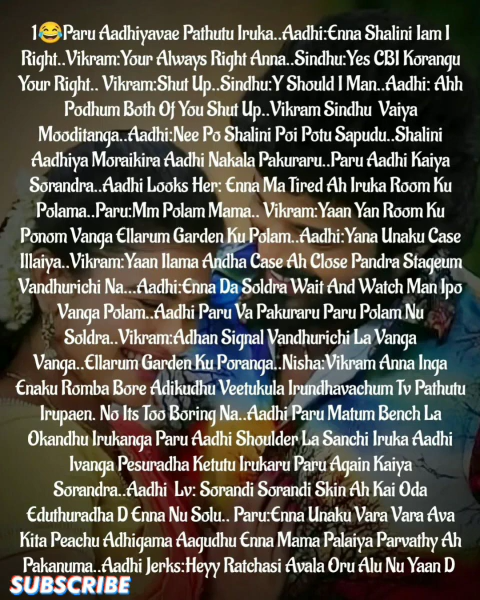 1😂Paru Aadhiyavae Pathutu Iruka..Aadhi:Enna Shalini Iam I
Right..Vikram:Your Always Right Anna..Sindhu:Yes CBI Korangu
Your Right.. Vikram:Shut Up..Sindhu:Y Should I Man..Aadhi: Ahh
Podhum Both Of You Shut Up..Vikram Sindhu Vaiya
Mooditanga..Aadhi:Nee Po Shalini Poi Potu Sapudu..Shalini
Aadhiya Moraikira Aadhi Nakala Pakuraru..Paru Aadhi Kaiya
Sorandra..Aadhi Looks Her: Enna Ma Tired Ah Iruka Room Ku
Polama..Paru:Mm Polam Mama.. Vikram:Yaan Yan Room Ku
Ponom Vanga Ellarum Garden Ku Polam..Aadhi:Yana Unaku Case
Illaiya..Vikram:Yaan Ilama Andha Case Ah Close Pandra Stageum
Vandhurichi Na...Aadhi:Enna Da Soldra Wait And Watch Man Ipo
Vanga Polam..Aadhi Paru Va Pakuraru Paru Polam Nu
Soldra..Vikram:Adhan Signal Vandhurichi La Vanga
Vanga..Ellarum Garden Ku Poranga..Nisha:Vikram Anna Inga
Enaku Romba Bore Adikudhu Veetukula Irundhavachum Tv Pathutu
Irupaen. No Its Too Boring Na..Aadhi Paru Matum Bench La
Okandhu Irukanga Paru Aadhi Shoulder La Sanchi Iruka Aadhi
Ivanga Pesuradha Ketutu Irukaru Paru Again Kaiya
Sorandra..Aadhi Lv: Sorandi Sorandi Skin Ah Kai Oda
Eduthuradha D Enna Nu Solu.. Paru:Enna Unaku Vara Vara Ava
Kita Peachu Adhigama Aagudhu Enna Mama Palaiya Parvathy Ah
Pakanuma..Aadhi Jerks:Heyy Ratchasi Avala Oru Alu Nu Yaan D
SUBSCRIBE